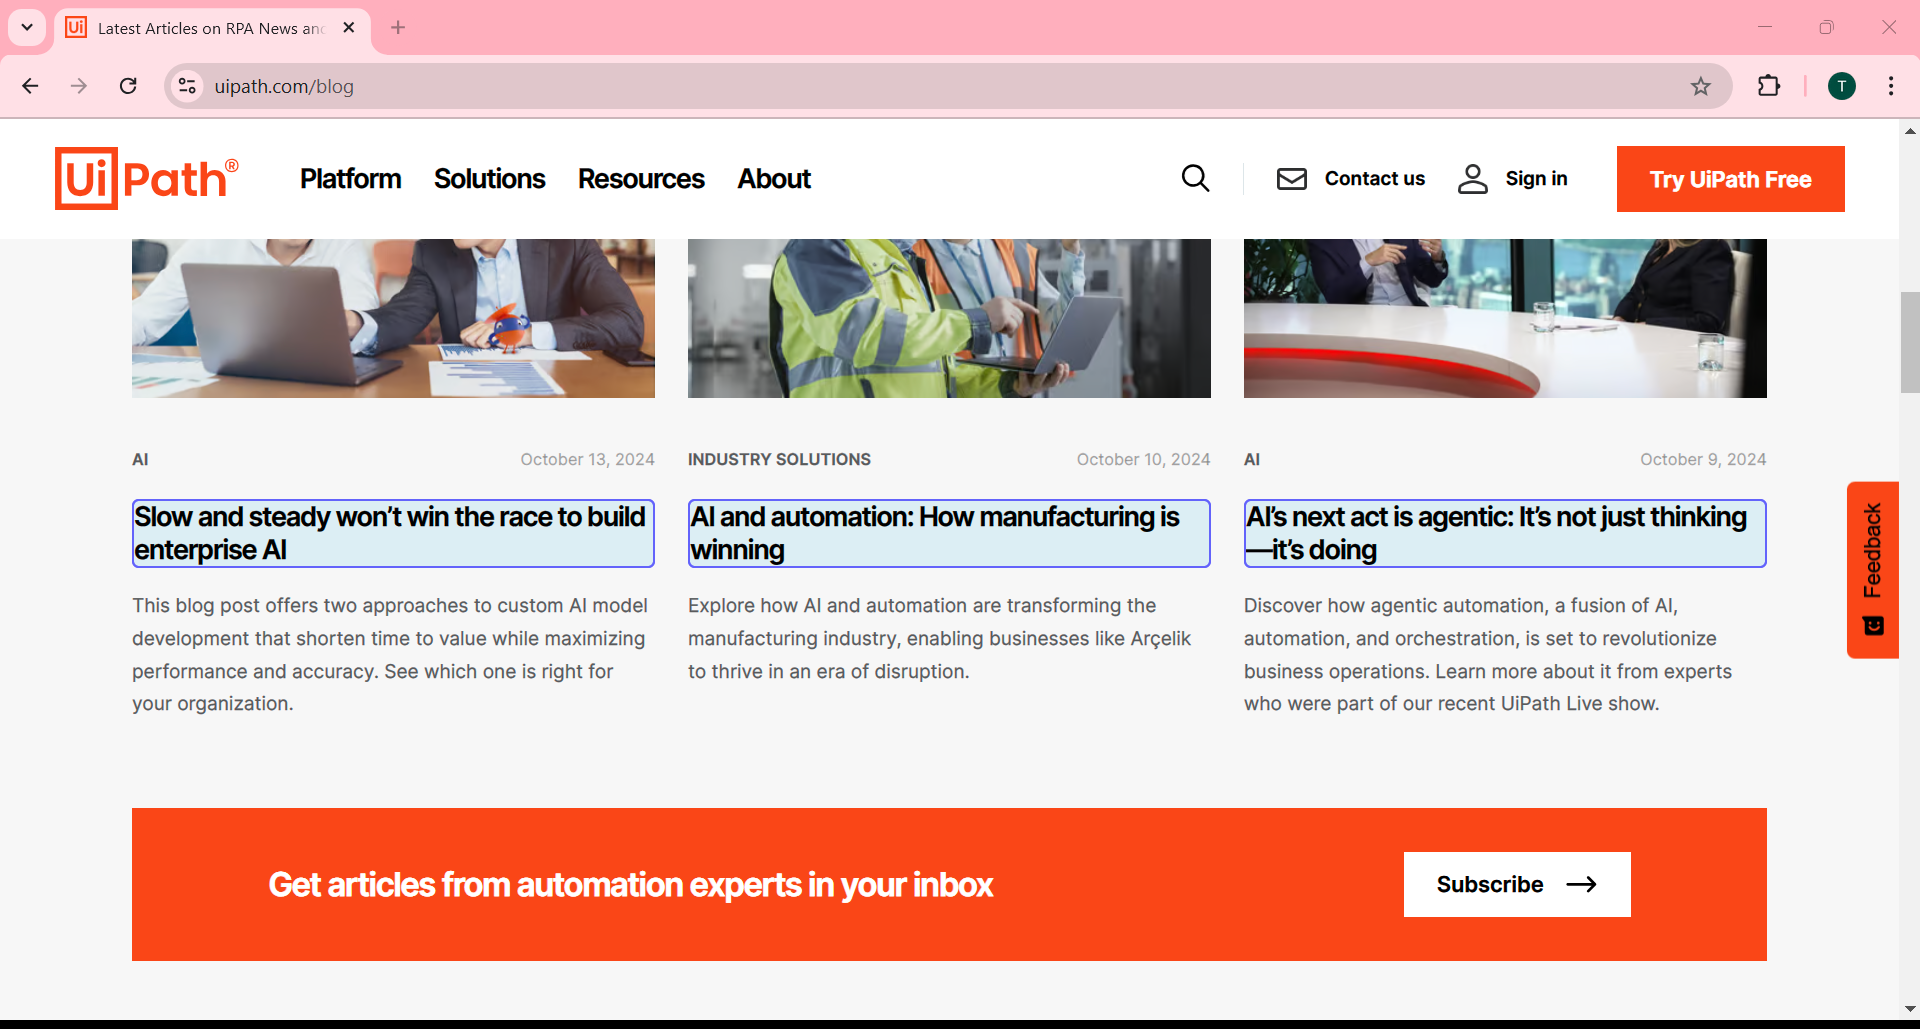 Ui Latest Articles on RPA News an
uipath.com/blog
T
UiPath®
Platform
Solutions
Resources
About
Contact us
Sign in
Try UiPath Free
AI
October 13, 2024
Slow and steady won’t win the race to build
enterprise AI
This blog post offers two approaches to custom AI model
development that shorten time to value while maximizing
performance and accuracy. See which one is right for
your organization.
INDUSTRY SOLUTIONS
October 10, 2024
AI and automation: How manufacturing is
winning
Explore how AI and automation are transforming the
manufacturing industry, enabling businesses like Arçelik
to thrive in an era of disruption.
AI
October 9, 2024
AI’s next act is agentic: It’s not just thinking
—it’s doing
Discover how agentic automation, a fusion of AI,
automation, and orchestration, is set to revolutionize
business operations. Learn more about it from experts
who were part of our recent UiPath Live show.
Feedback
Get articles from automation experts in your inbox
Subscribe